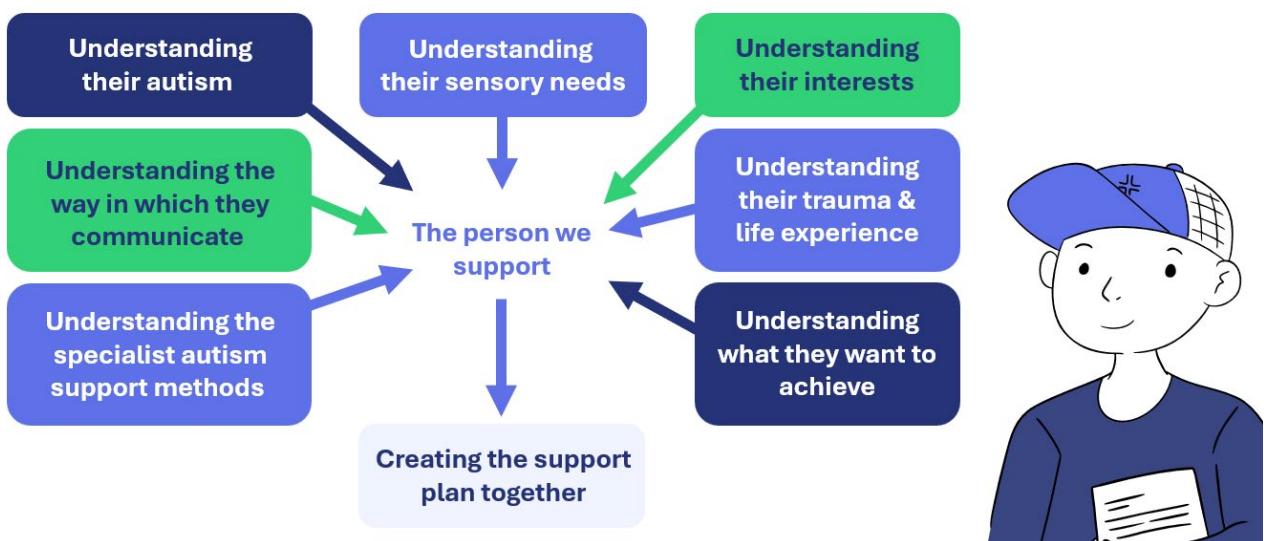 Understanding
their autism
Understanding
their sensory needs
Understanding
their interests
Understanding the
way in which they
communicate
Understanding
their trauma &
life experience
The person we
support
Understanding the
specialist autism
support methods
Understanding
what they want to
achieve
Creating the support
plan together